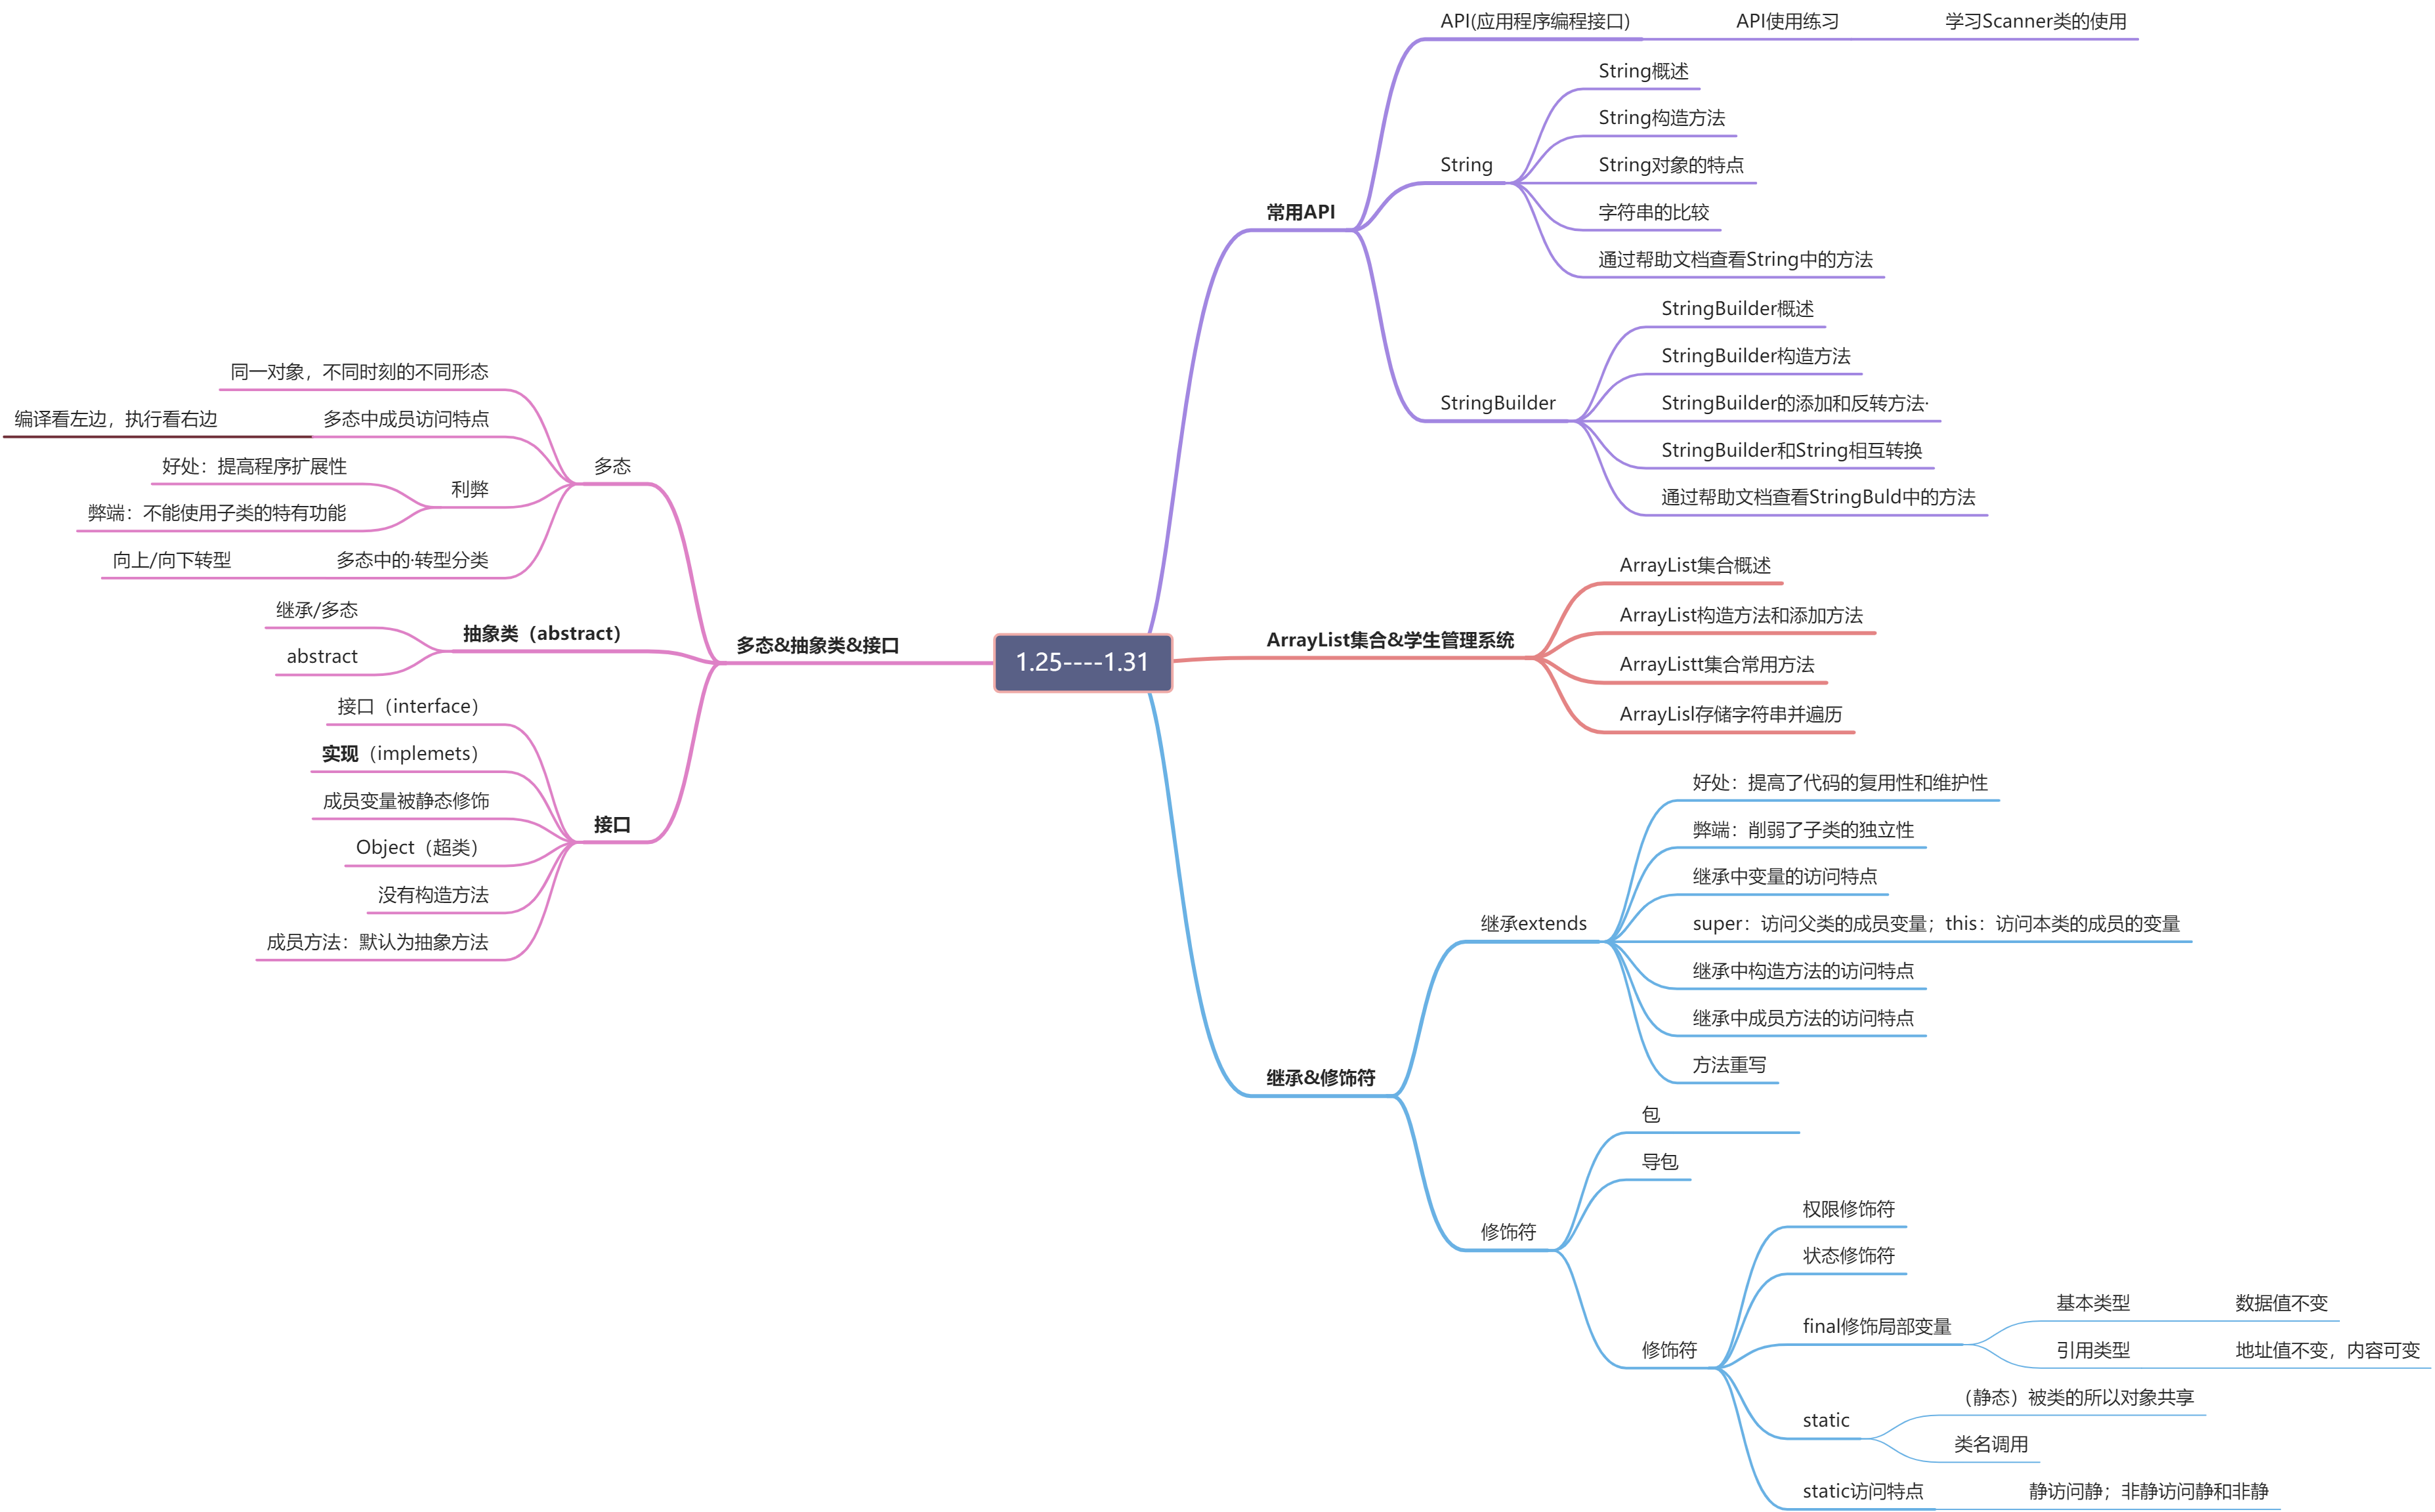 1.25----1.31
常用API
API(应用程序编程接口)
API使用练习
学习Scanner类的使用
String
String概述
String构造方法
String对象的特点
字符串的比较
通过帮助文档查看String中的方法
StringBuilder
StringBuilder概述
StringBuilder构造方法
StringBuilder的添加和反转方法·
StringBuilder和String相互转换
通过帮助文档查看StringBuld中的方法
ArrayList集合&学生管理系统
ArrayList集合概述
ArrayList构造方法和添加方法
ArrayListt集合常用方法
ArrayLisl存储字符串并遍历
继承&修饰符
继承extends
好处：提高了代码的复用性和维护性
弊端：削弱了子类的独立性
继承中变量的访问特点
super：访问父类的成员变量；this：访问本类的成员的变量
继承中构造方法的访问特点
继承中成员方法的访问特点
方法重写
修饰符
包
导包
修饰符
权限修饰符
状态修饰符
final修饰局部变量
基本类型
数据值不变
引用类型
地址值不变，内容可变
static
（静态）被类的所以对象共享
类名调用
static访问特点
静访问静；非静访问静和非静
多态&抽象类&接口
多态
同一对象，不同时刻的不同形态
多态中成员访问特点
编译看左边，执行看右边
利弊
好处：提高程序扩展性
弊端：不能使用子类的特有功能
多态中的·转型分类
向上/向下转型
抽象类（abstract）
继承/多态
abstract
接口
接口（interface）
实现（implemets）
成员变量被静态修饰
Object（超类）
没有构造方法
成员方法：默认为抽象方法